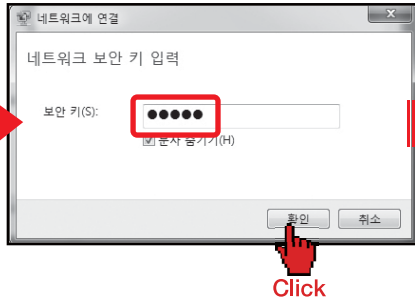 네트워크에 연결
네트워크 보안 키 입력
보안 키(S): ●●●●●
문자 숨기기(H)
확인 취소
Click